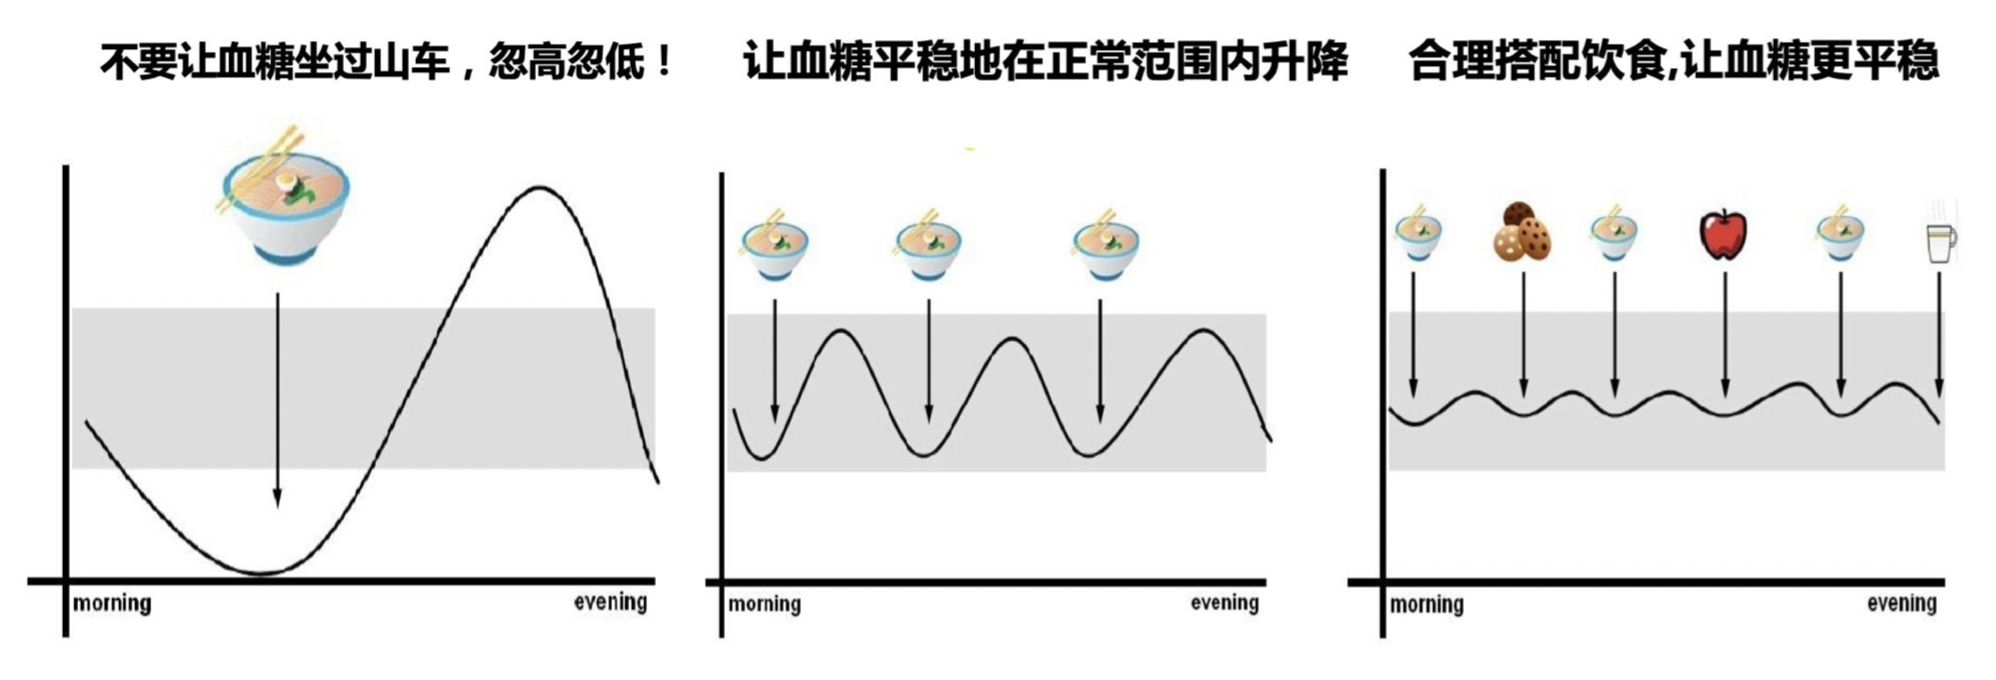 不要让血糖坐过山车，忽高忽低！
让血糖平稳地在正常范围内升降
合理搭配饮食,让血糖更平稳
morning
evening
morning
evening
morning
evening